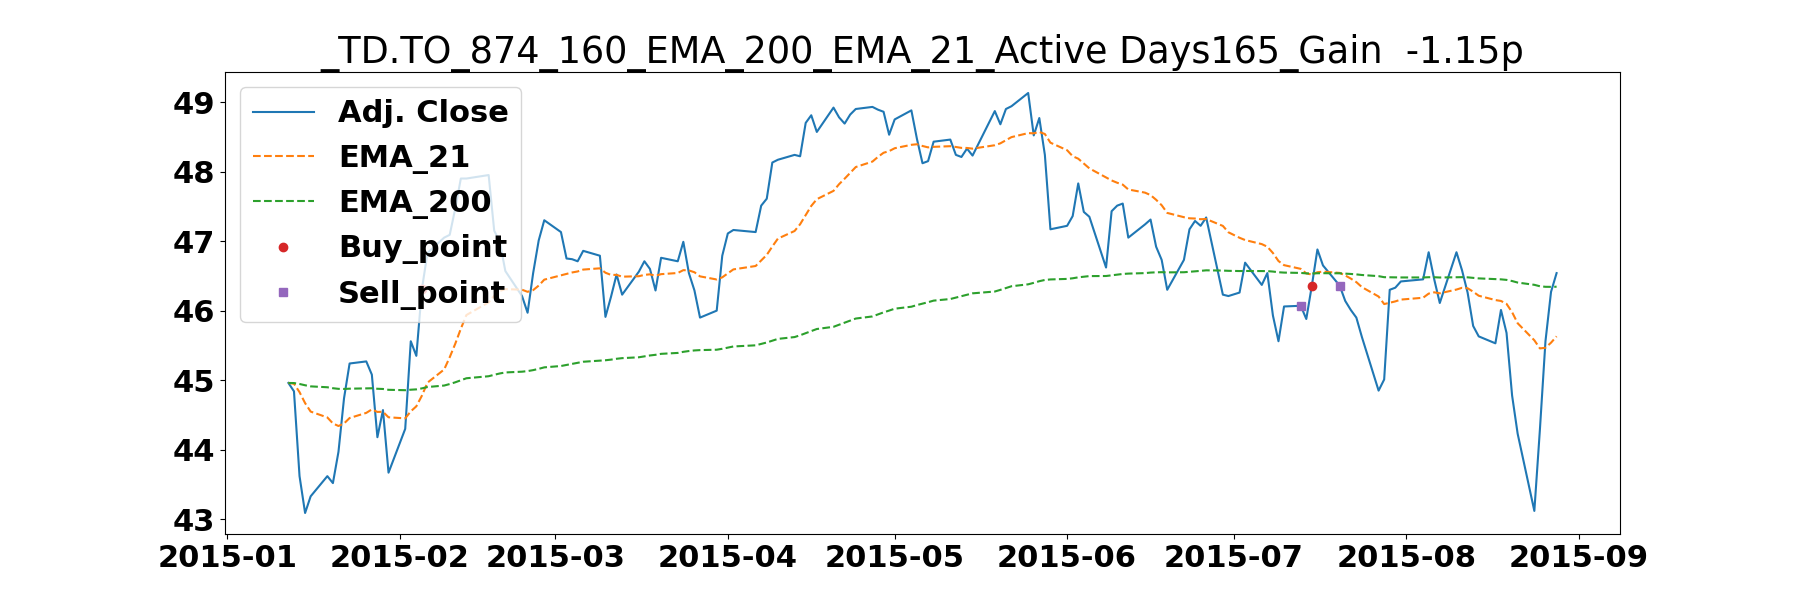 _TD.TO_874_160_EMA_200_EMA_21_Active Days165_Gain  -1.15p
49
48
47
46
45
44
43
Adj. Close
EMA_21
EMA_200
Buy_point
Sell_point
2015-01 2015-02 2015-03 2015-04 2015-05 2015-06 2015-07 2015-08 2015-09